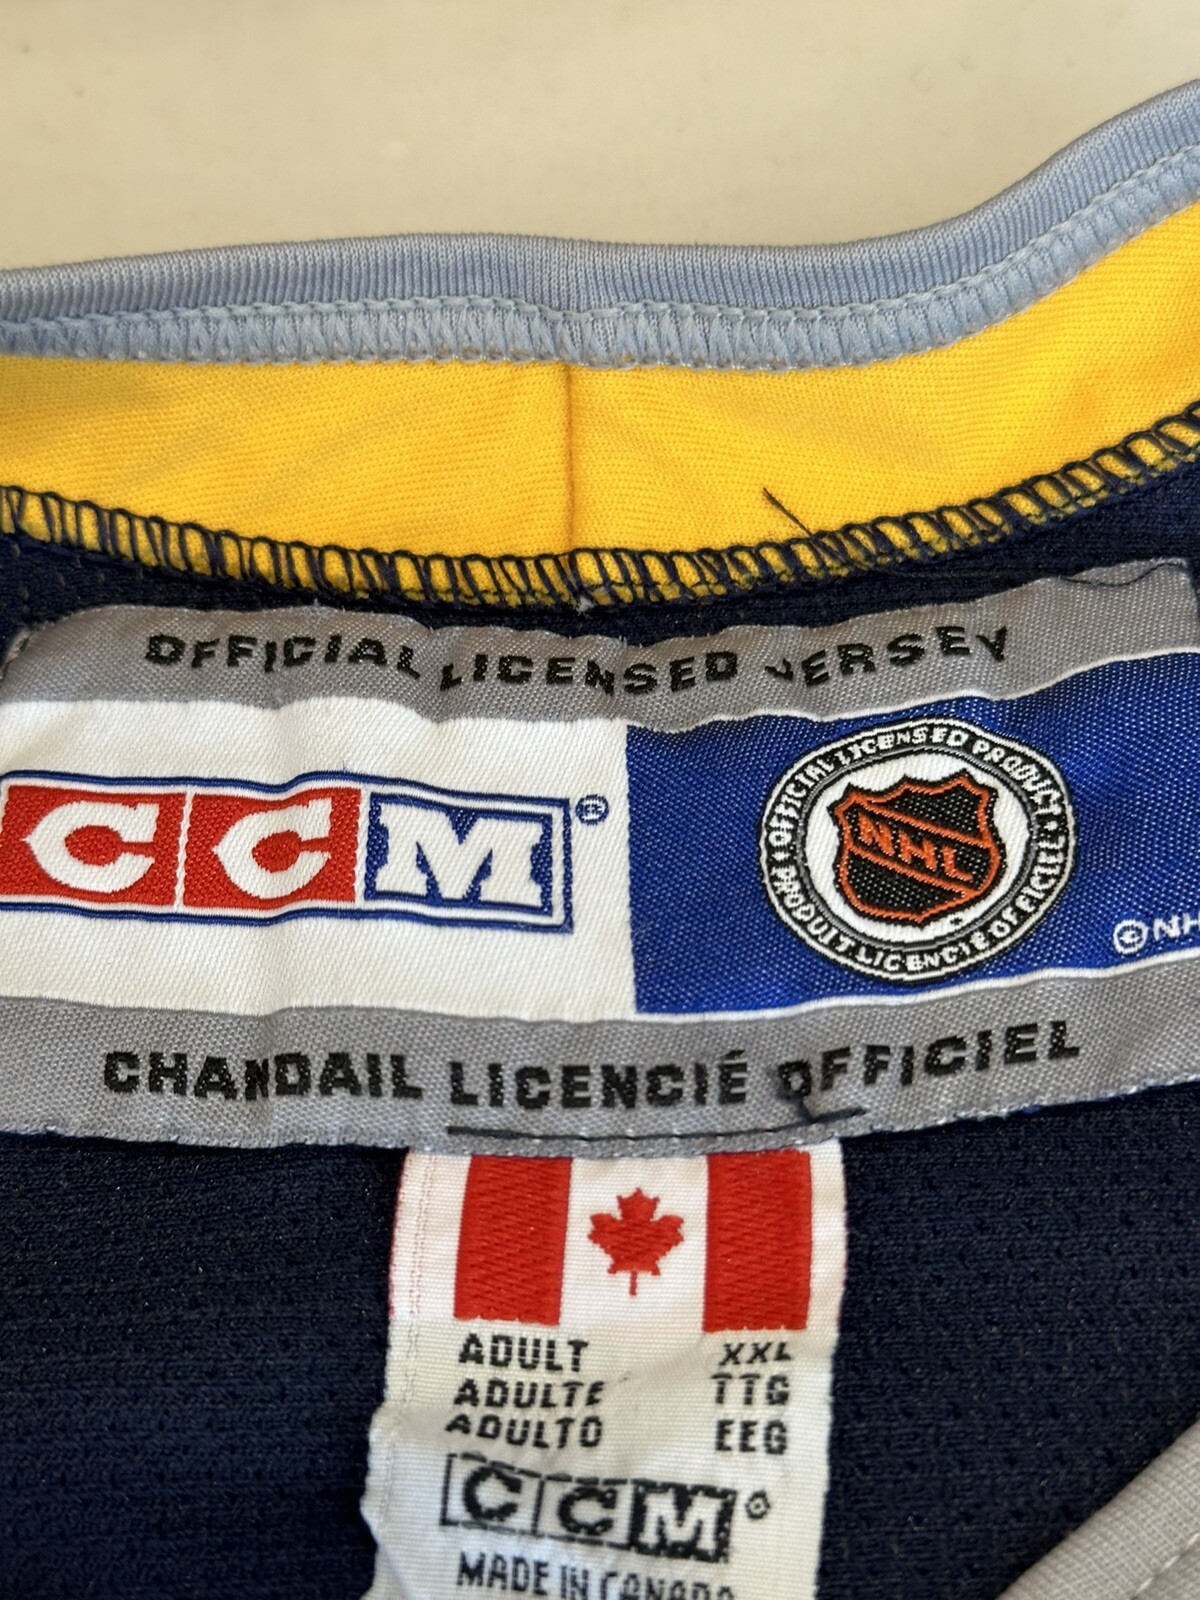 OFFICIAL LICENSED JERSEY
CCM®
OFFICIAL LICENSED PRODUCT
NHL
PRODUIT LICENCIÉ OFFICIEL
© NH
CHANDAIL LICENCIÉ OFFICIEL
ADULT XXL
ADULTE TTG
ADULTO EEG
CCM®
MADE IN CANADA